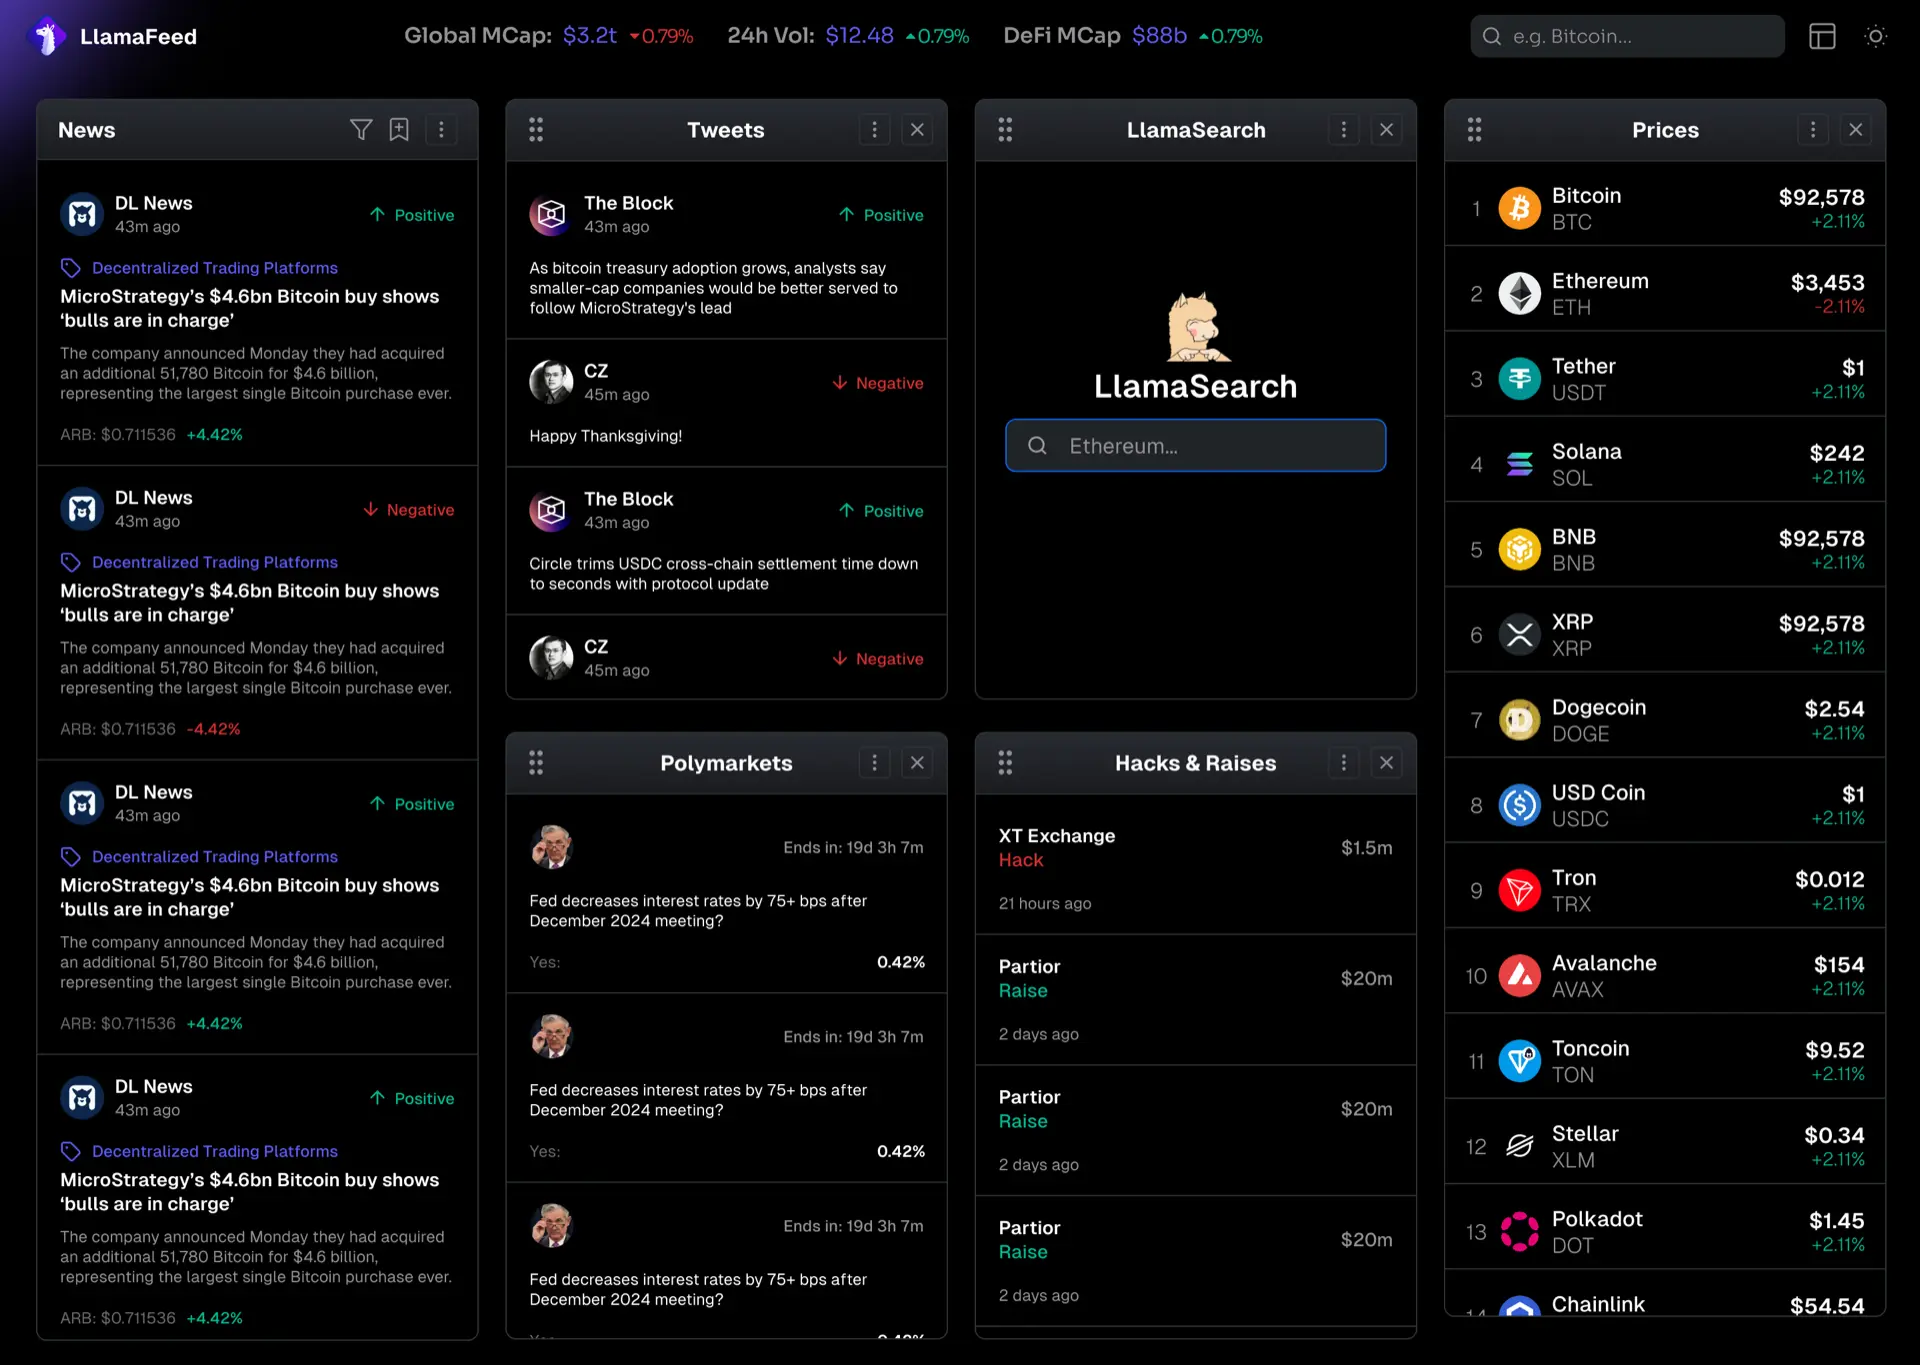 LlamaFeed
Global MCap: $3.2t 0.79%
24h Vol: $12.48 0.79%
DeFi MCap $88b 0.79%
e.g. Bitcoin...
News
DL News
43m ago
Positive
Decentralized Trading Platforms
MicroStrategy’s $4.6bn Bitcoin buy shows
‘bulls are in charge’
The company announced Monday they had acquired
an additional 51,780 Bitcoin for $4.6 billion,
representing the largest single Bitcoin purchase ever.
ARB: $0.711536 +4.42%
DL News
43m ago
Negative
Decentralized Trading Platforms
MicroStrategy’s $4.6bn Bitcoin buy shows
‘bulls are in charge’
The company announced Monday they had acquired
an additional 51,780 Bitcoin for $4.6 billion,
representing the largest single Bitcoin purchase ever.
ARB: $0.711536 -4.42%
DL News
43m ago
Positive
Decentralized Trading Platforms
MicroStrategy’s $4.6bn Bitcoin buy shows
‘bulls are in charge’
The company announced Monday they had acquired
an additional 51,780 Bitcoin for $4.6 billion,
representing the largest single Bitcoin purchase ever.
ARB: $0.711536 +4.42%
DL News
43m ago
Positive
Decentralized Trading Platforms
MicroStrategy’s $4.6bn Bitcoin buy shows
‘bulls are in charge’
The company announced Monday they had acquired
an additional 51,780 Bitcoin for $4.6 billion,
representing the largest single Bitcoin purchase ever.
ARB: $0.711536 +4.42%
Tweets
The Block
43m ago
Positive
As bitcoin treasury adoption grows, analysts say
smaller-cap companies would be better served to
follow MicroStrategy's lead
CZ
45m ago
Negative
Happy Thanksgiving!
The Block
43m ago
Positive
Circle trims USDC cross-chain settlement time down
to seconds with protocol update
CZ
45m ago
Negative
Polymarkets
Ends in: 19d 3h 7m
Fed decreases interest rates by 75+ bps after
December 2024 meeting?
Yes: 0.42%
Ends in: 19d 3h 7m
Fed decreases interest rates by 75+ bps after
December 2024 meeting?
Yes: 0.42%
Ends in: 19d 3h 7m
Fed decreases interest rates by 75+ bps after
December 2024 meeting?
LlamaSearch
LlamaSearch
Ethereum...
Hacks & Raises
XT Exchange
Hack
$1.5m
21 hours ago
Partior
Raise
$20m
2 days ago
Partior
Raise
$20m
2 days ago
Partior
Raise
$20m
2 days ago
Prices
1 Bitcoin $92,578
BTC +2.11%
2 Ethereum $3,453
ETH -2.11%
3 Tether $1
USDT +2.11%
4 Solana $242
SOL +2.11%
5 BNB $92,578
BNB +2.11%
6 XRP $92,578
XRP +2.11%
7 Dogecoin $2.54
DOGE +2.11%
8 USD Coin $1
USDC +2.11%
9 Tron $0.012
TRX +2.11%
10 Avalanche $154
AVAX +2.11%
11 Toncoin $9.52
TON +2.11%
12 Stellar $0.34
XLM +2.11%
13 Polkadot $1.45
DOT +2.11%
Chainlink $54.54